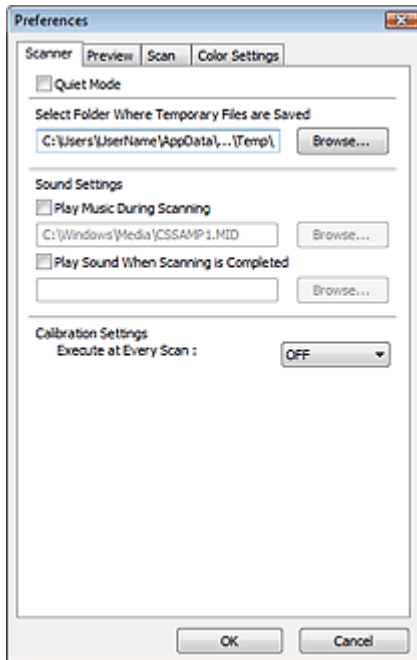 Preferences
Scanner Preview Scan Color Settings
Quiet Mode
Select Folder Where Temporary Files are Saved
C:\Users\UserName\AppData\...\Temp\ Browse...
Sound Settings
Play Music During Scanning
C:\Windows\Media\CSSAMP1.MID Browse...
Play Sound When Scanning is Completed
Browse...
Calibration Settings
Execute at Every Scan : OFF
OK Cancel